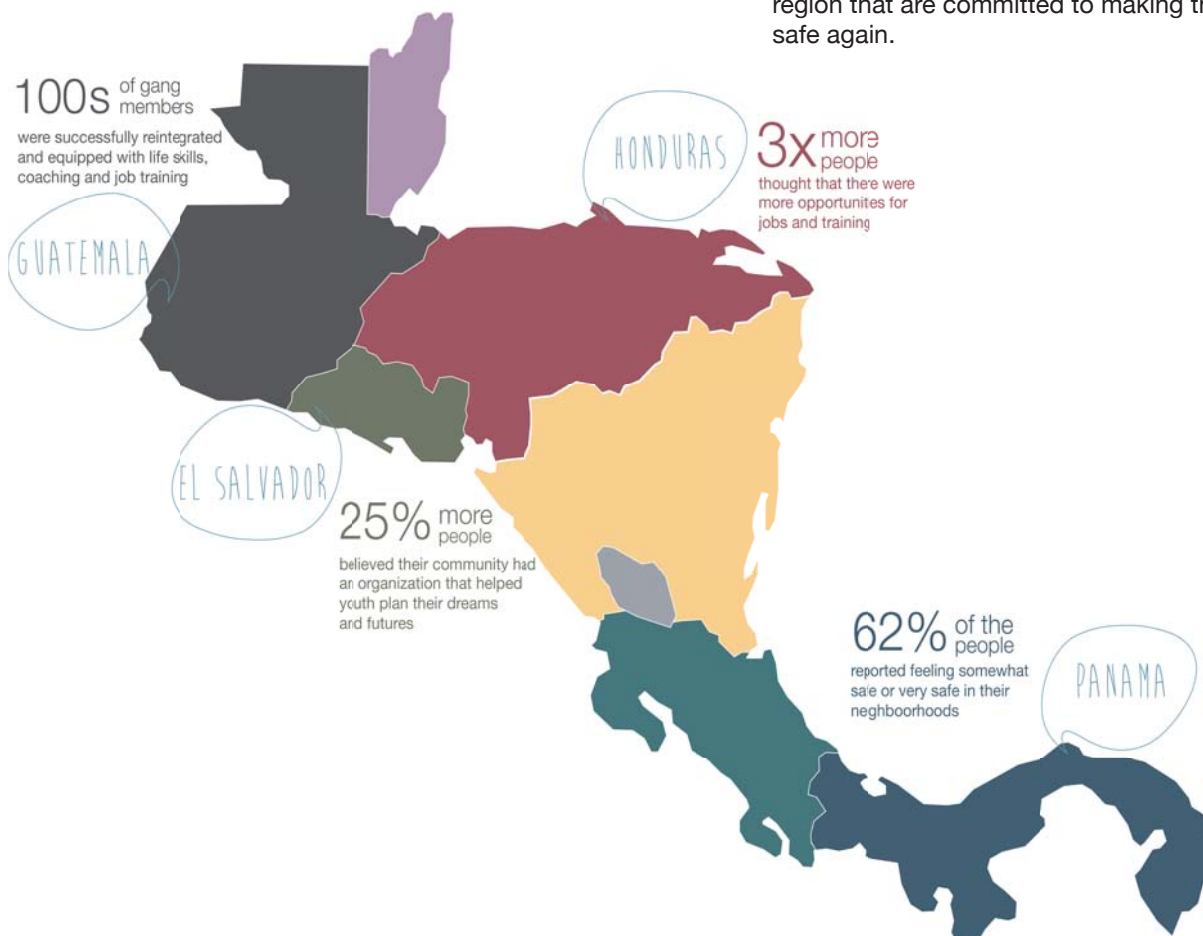 region that are committed to making th
safe again.
100s of gang
members
were successfully reintegrated
and equipped with life skills,
coaching and job training
GUATEMALA
HONDURAS
3x more
people
thought that there were
more opportunites for
jobs and training
EL SALVADOR
25% more
people
believed their community had
an organization that helped
youth plan their dreams
and futures
62% of the
people
reported feeling somewhat
safe or very safe in their
neghboorhoods
PANAMA